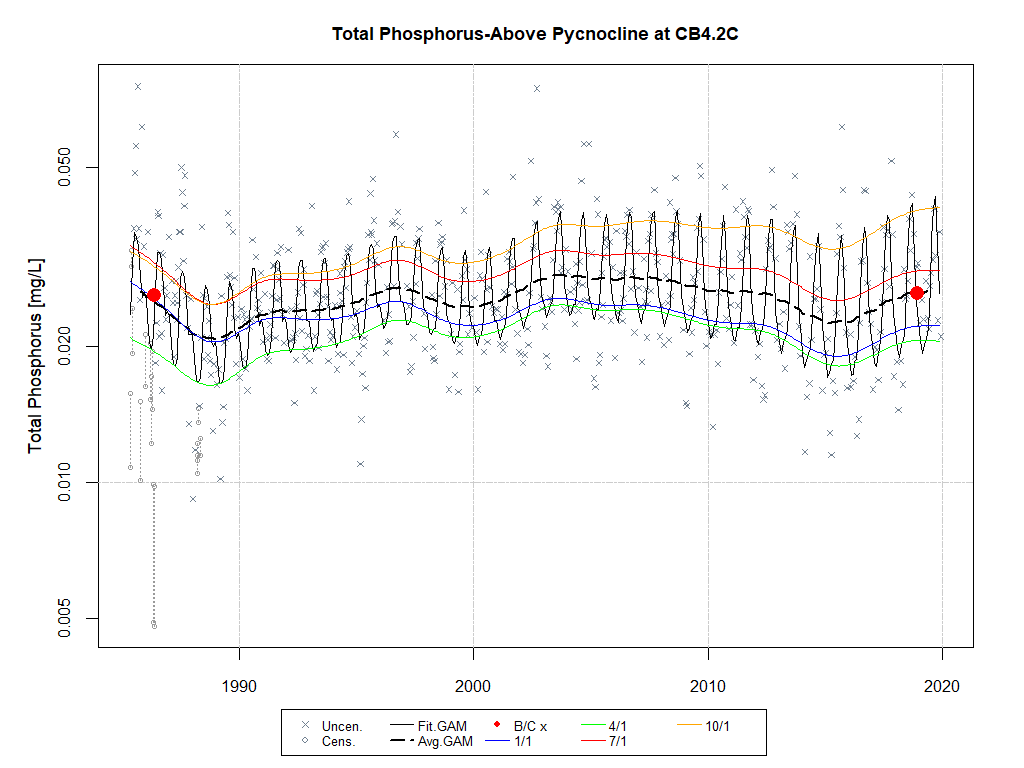 Total Phosphorus-Above Pycnocline at CB4.2C
Total Phosphorus [mg/L]
0.050
0.020
0.010
0.005
1990 2000 2010 2020
Uncen. Fit.GAM B/C x 4/1 10/1
Cens. Avg.GAM 1/1 7/1